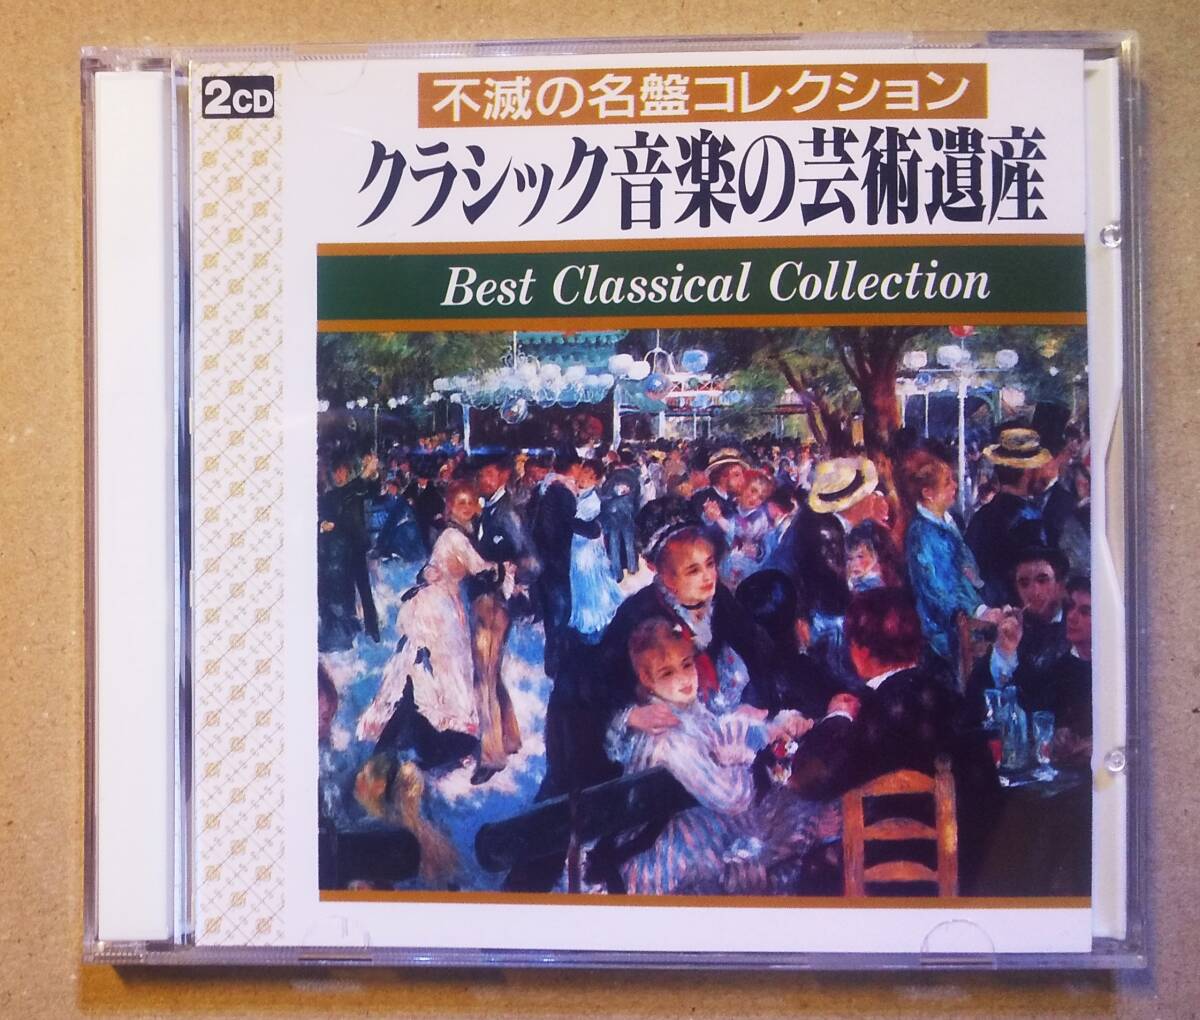 2CD
不滅の名盤コレクション
クラシック音楽の芸術遺産
Best Classical Collection